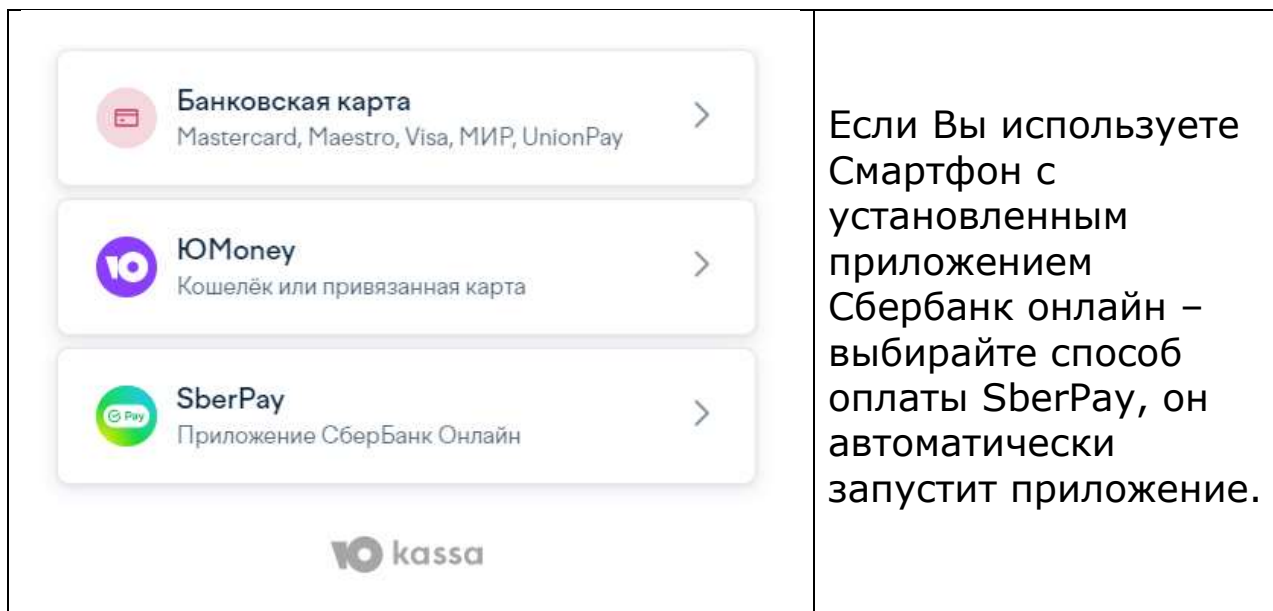 Банковская карта
Mastercard, Maestro, Visa, МИР, UnionPay
ЮMoney
Кошелёк или привязанная карта
Pay
SberPay
Приложение СберБанк Онлайн
Ю kassa
Если Вы используете
Смартфон с
установленным
приложением
Сбербанк онлайн –
выбирайте способ
оплаты SberPay, он
автоматически
запустит приложение.